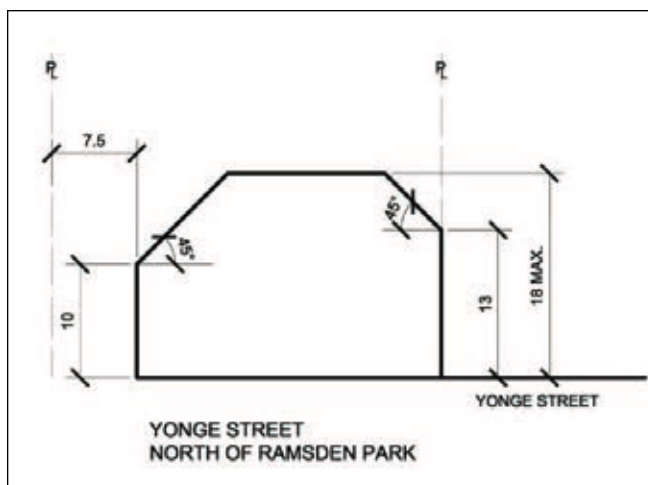 PL PL
7.5
45°
45°
10
13
18 MAX.
YONGE STREET
YONGE STREET
NORTH OF RAMSDEN PARK